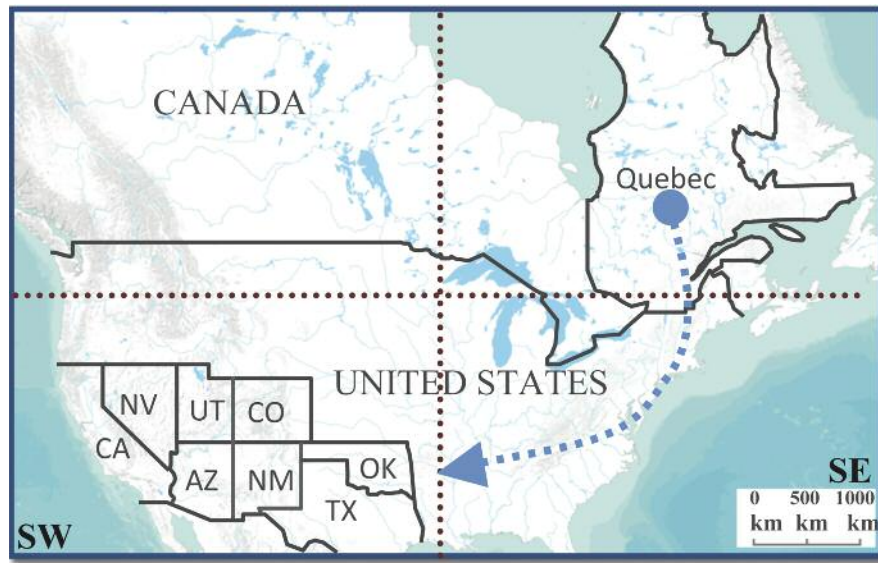 CANADA
Quebec
UNITED STATES
NV
UT
CO
CA
AZ
NM
OK
TX
SE
SW
0 500 1000
km km km